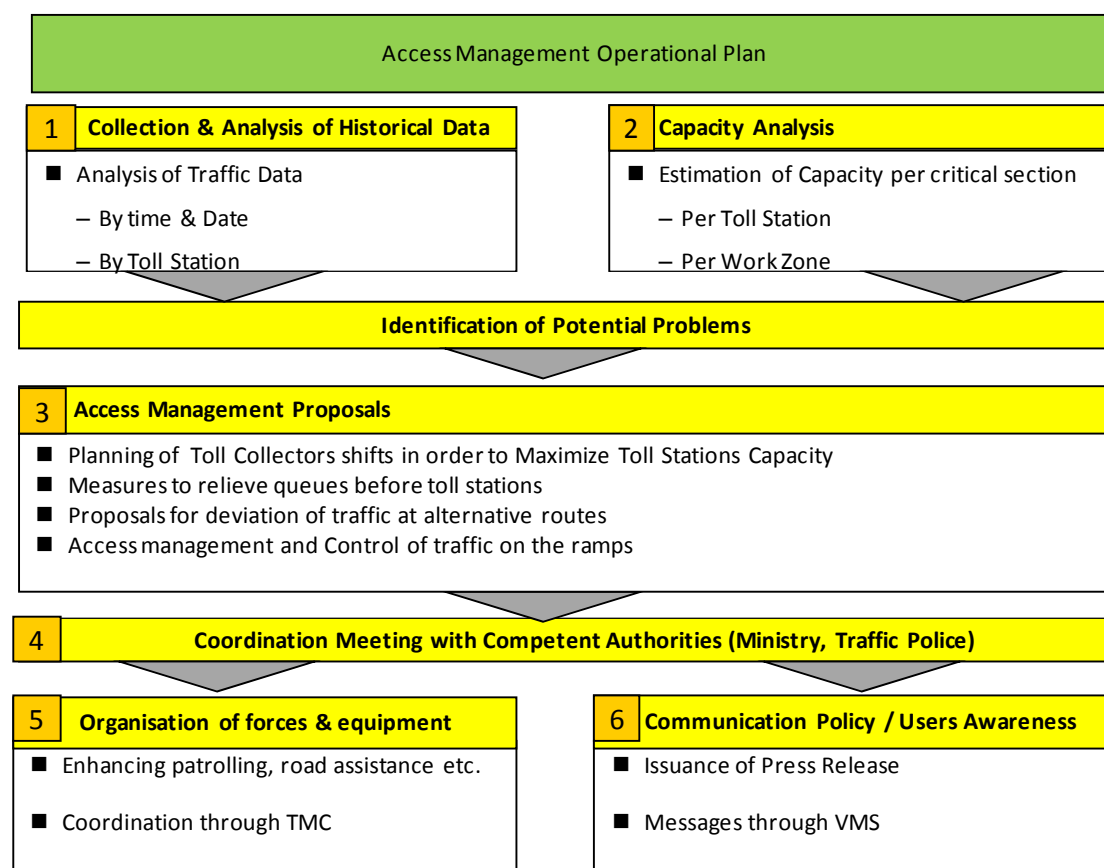 Access Management Operational Plan
1 Collection & Analysis of Historical Data
■ Analysis of Traffic Data
– By time & Date
– By Toll Station
2 Capacity Analysis
■ Estimation of Capacity per critical section
– Per Toll Station
– Per Work Zone
Identification of Potential Problems
3 Access Management Proposals
■ Planning of Toll Collectors shifts in order to Maximize Toll Stations Capacity
■ Measures to relieve queues before toll stations
■ Proposals for deviation of traffic at alternative routes
■ Access management and Control of traffic on the ramps
4 Coordination Meeting with Competent Authorities (Ministry, Traffic Police)
5 Organisation of forces & equipment
■ Enhancing patrolling, road assistance etc.
■ Coordination through TMC
6 Communication Policy / Users Awareness
■ Issuance of Press Release
■ Messages through VMS